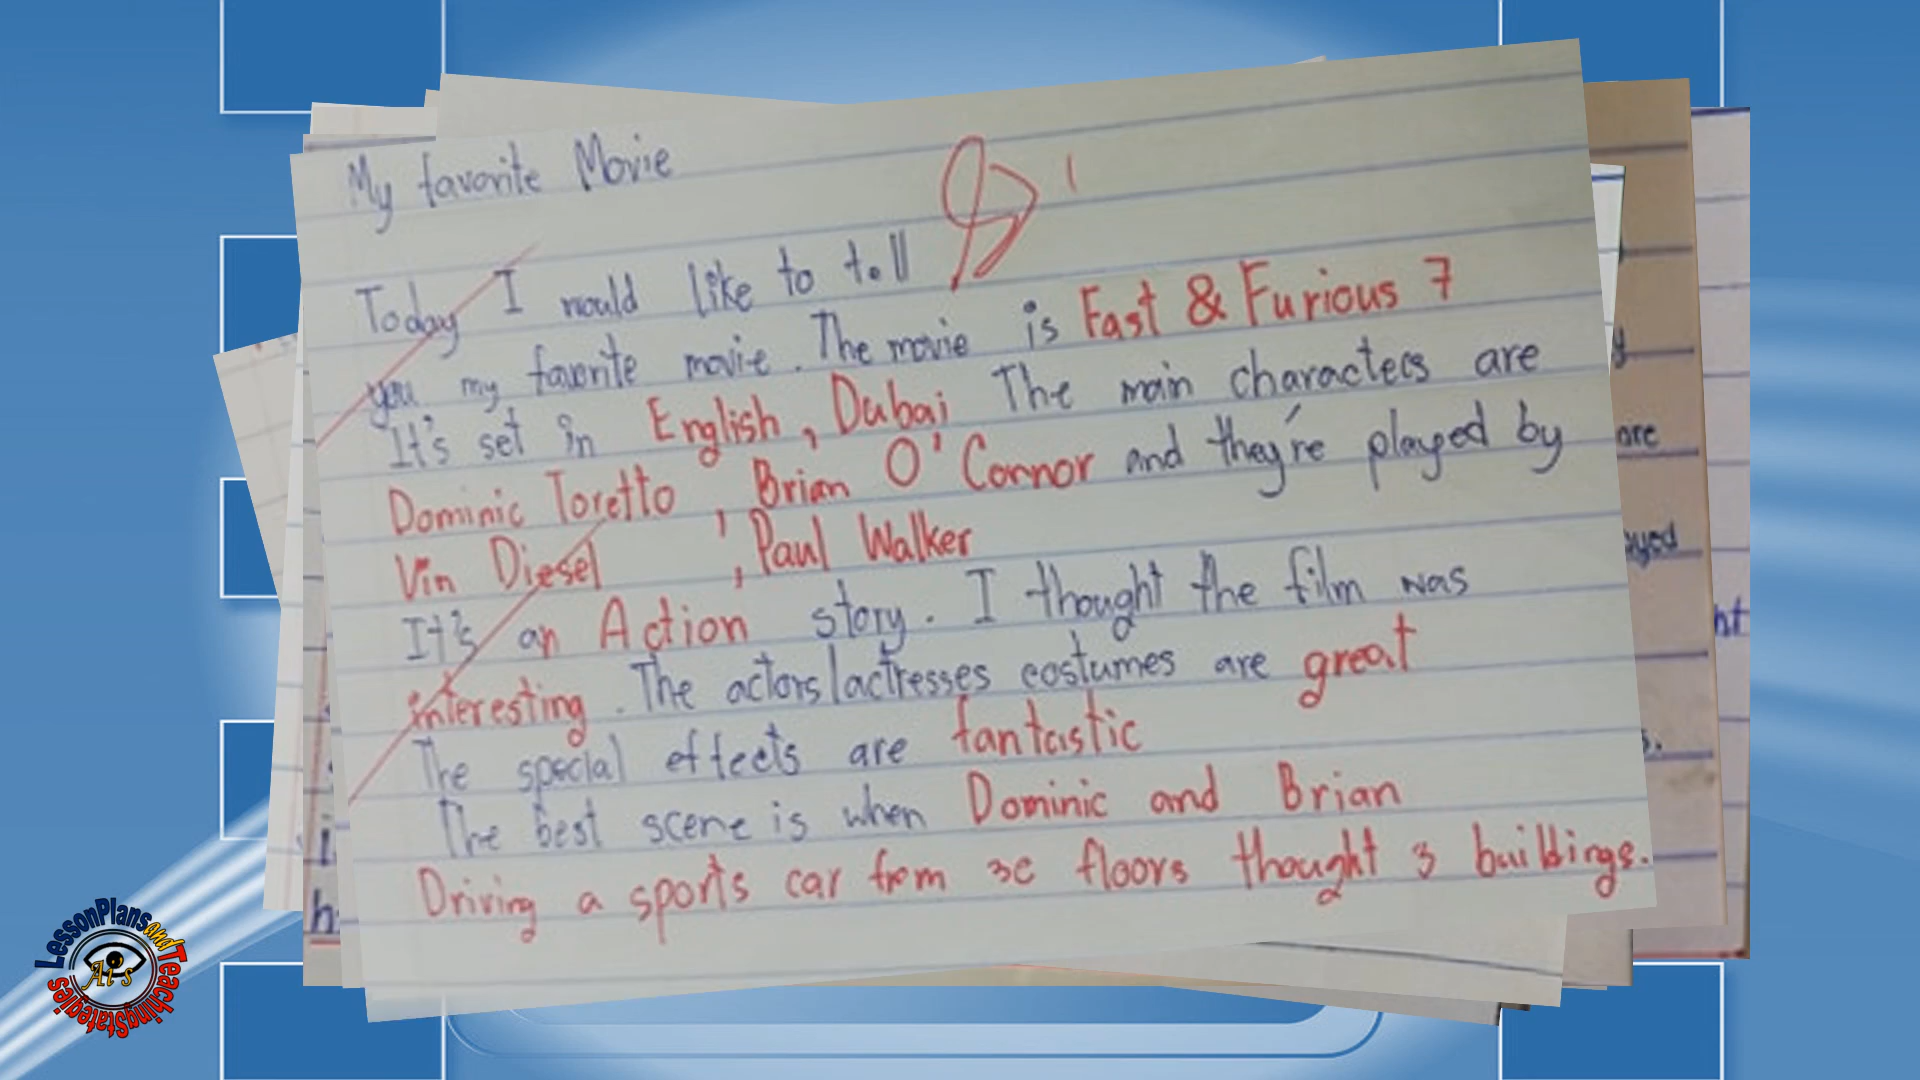 My favorite Movie
Today I would like to tell
you my favorite movie. The movie is Fast & Furious 7
It's set in English, Dubai The main characters are
Dominic Toretto, Brian O'Connor and they're played by
Vin Diesel, Paul Walker
It's an Action story. I thought the film was
interesting. The actors/actresses costumes are great
The special effects are fantastic
The best scene is when Dominic and Brian
Driving a sports car from floors thought 3 buildings.
LessonPlans and TeachingStategies